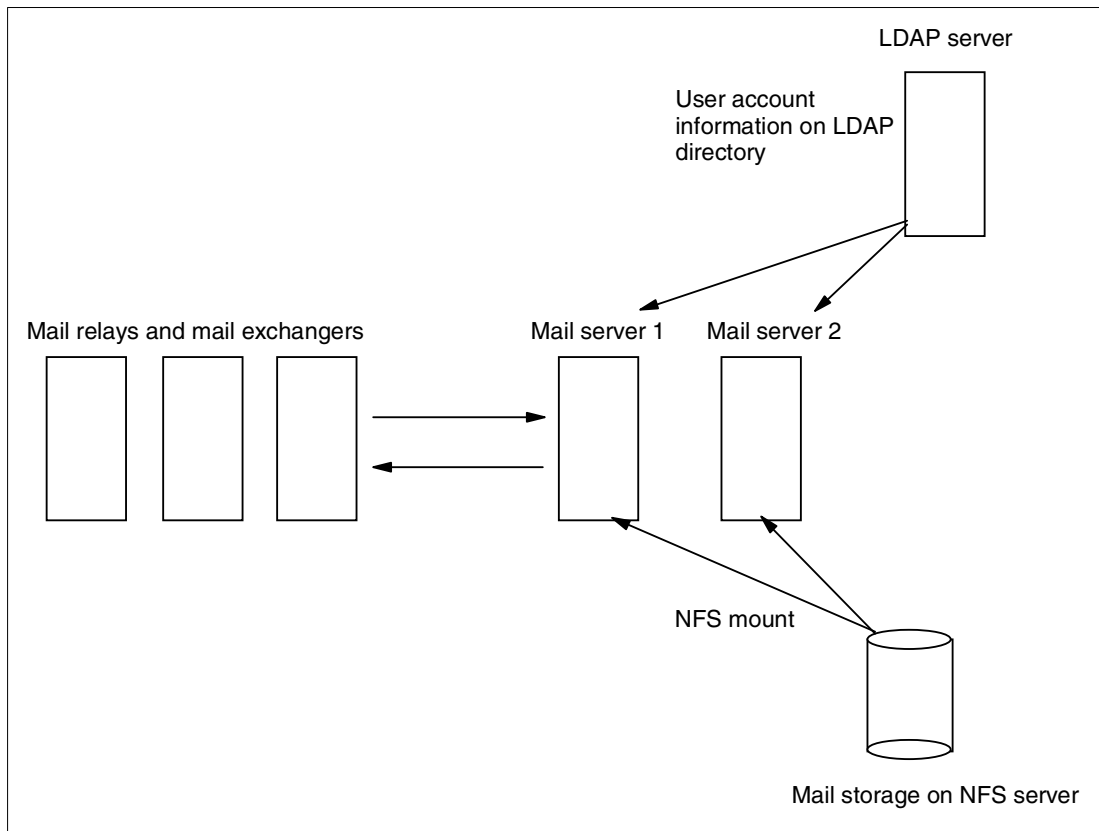 LDAP server
User account
information on LDAP
directory
Mail relays and mail exchangers
Mail server 1
Mail server 2
NFS mount
Mail storage on NFS server